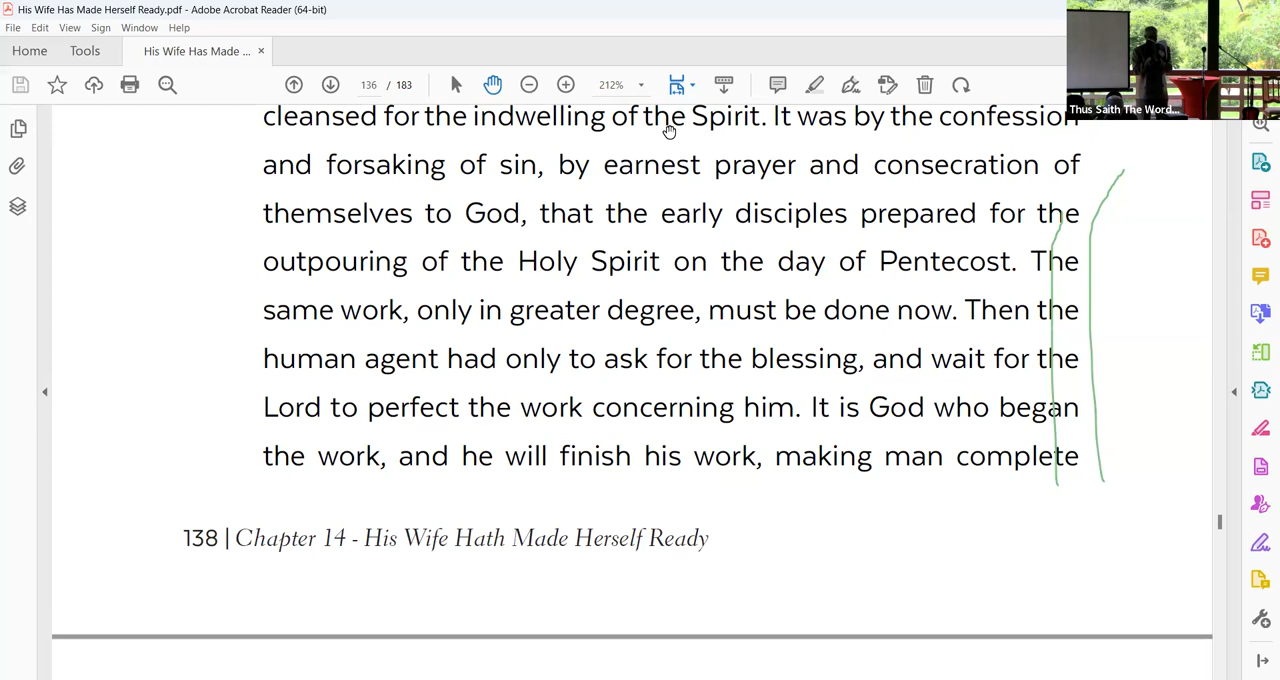 His Wife Has Made Herself Ready.pdf - Adobe Acrobat Reader (64-bit)
File Edit View Sign Window Help
Home Tools His Wife Has Made ... ×
136 / 183 212%
Thus Saith The Word...
cleansed for the indwelling of the Spirit. It was by the confession
and forsaking of sin, by earnest prayer and consecration of
themselves to God, that the early disciples prepared for the
outpouring of the Holy Spirit on the day of Pentecost. The
same work, only in greater degree, must be done now. Then the
human agent had only to ask for the blessing, and wait for the
Lord to perfect the work concerning him. It is God who began
the work, and he will finish his work, making man complete
138 | Chapter 14 - His Wife Hath Made Herself Ready